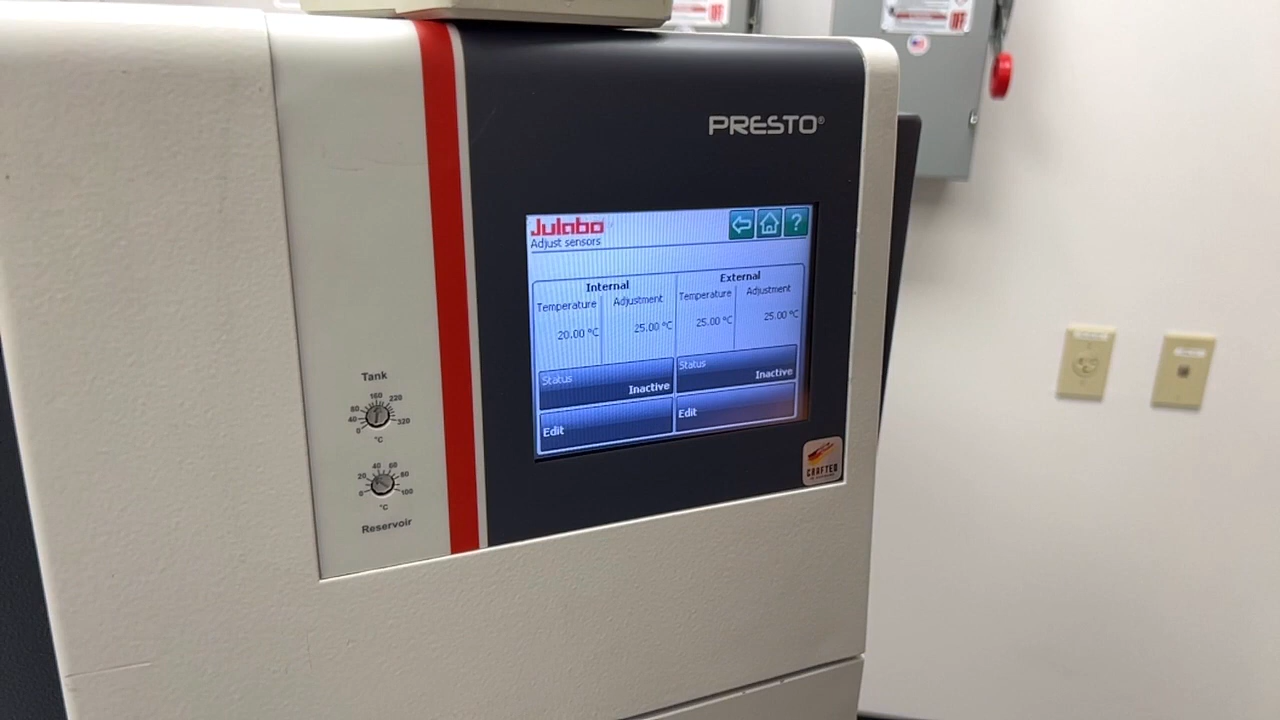 PRESTO®
Julabo
?
Adjust sensors
Internal
External
Temperature Adjustment
Temperature Adjustment
20.00 °C 25.00 °C
25.00 °C 25.00 °C
Status
Inactive
Status
Inactive
Edit
Edit
CRAFTED
Tank
0 40 80 160 220 320
°C
0 20 40 60 80 100
°C
Reservoir
OFF